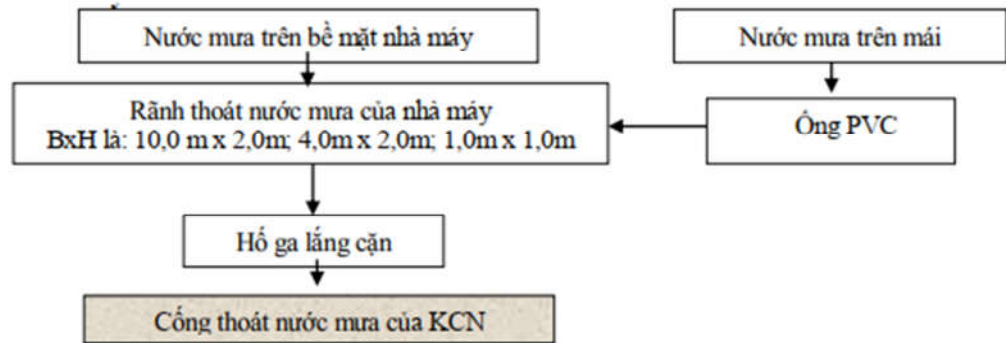 Nước mưa trên bề mặt nhà máy
Nước mưa trên mái
Rãnh thoát nước mưa của nhà máy
BxH là: 10,0 m x 2,0m; 4,0m x 2,0m; 1,0m x 1,0m
Ống PVC
Hố ga lắng cặn
Cống thoát nước mưa của KCN